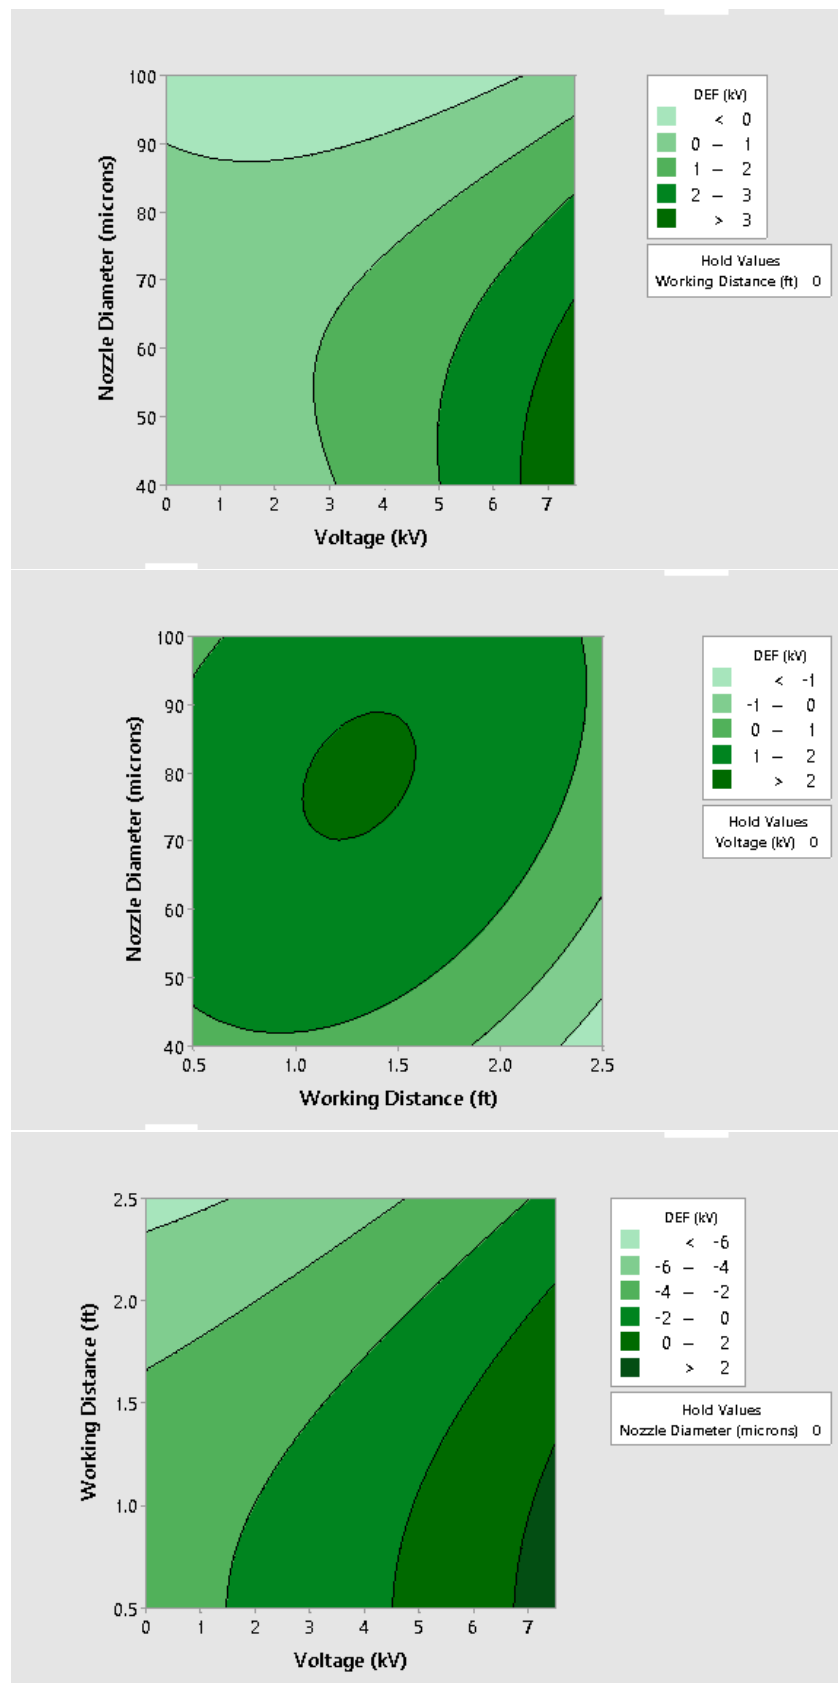 DEF (kV)
< 0
0 – 1
1 – 2
2 – 3
> 3
Hold Values
Working Distance (ft) 0
Nozzle Diameter (microns)
100
90
80
70
60
50
40
0 1 2 3 4 5 6 7
Voltage (kV)
DEF (kV)
< -1
-1 – 0
0 – 1
1 – 2
> 2
Hold Values
Voltage (kV) 0
Nozzle Diameter (microns)
100
90
80
70
60
50
40
0.5 1.0 1.5 2.0 2.5
Working Distance (ft)
DEF (kV)
< -6
-6 – -4
-4 – -2
-2 – 0
0 – 2
> 2
Hold Values
Nozzle Diameter (microns) 0
Working Distance (ft)
2.5
2.0
1.5
1.0
0.5
0 1 2 3 4 5 6 7
Voltage (kV)